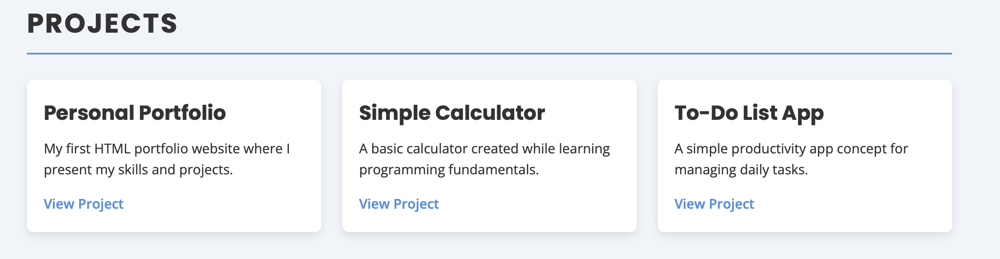 PROJECTS
Personal Portfolio
My first HTML portfolio website where I
present my skills and projects.
View Project
Simple Calculator
A basic calculator created while learning
programming fundamentals.
View Project
To-Do List App
A simple productivity app concept for
managing daily tasks.
View Project